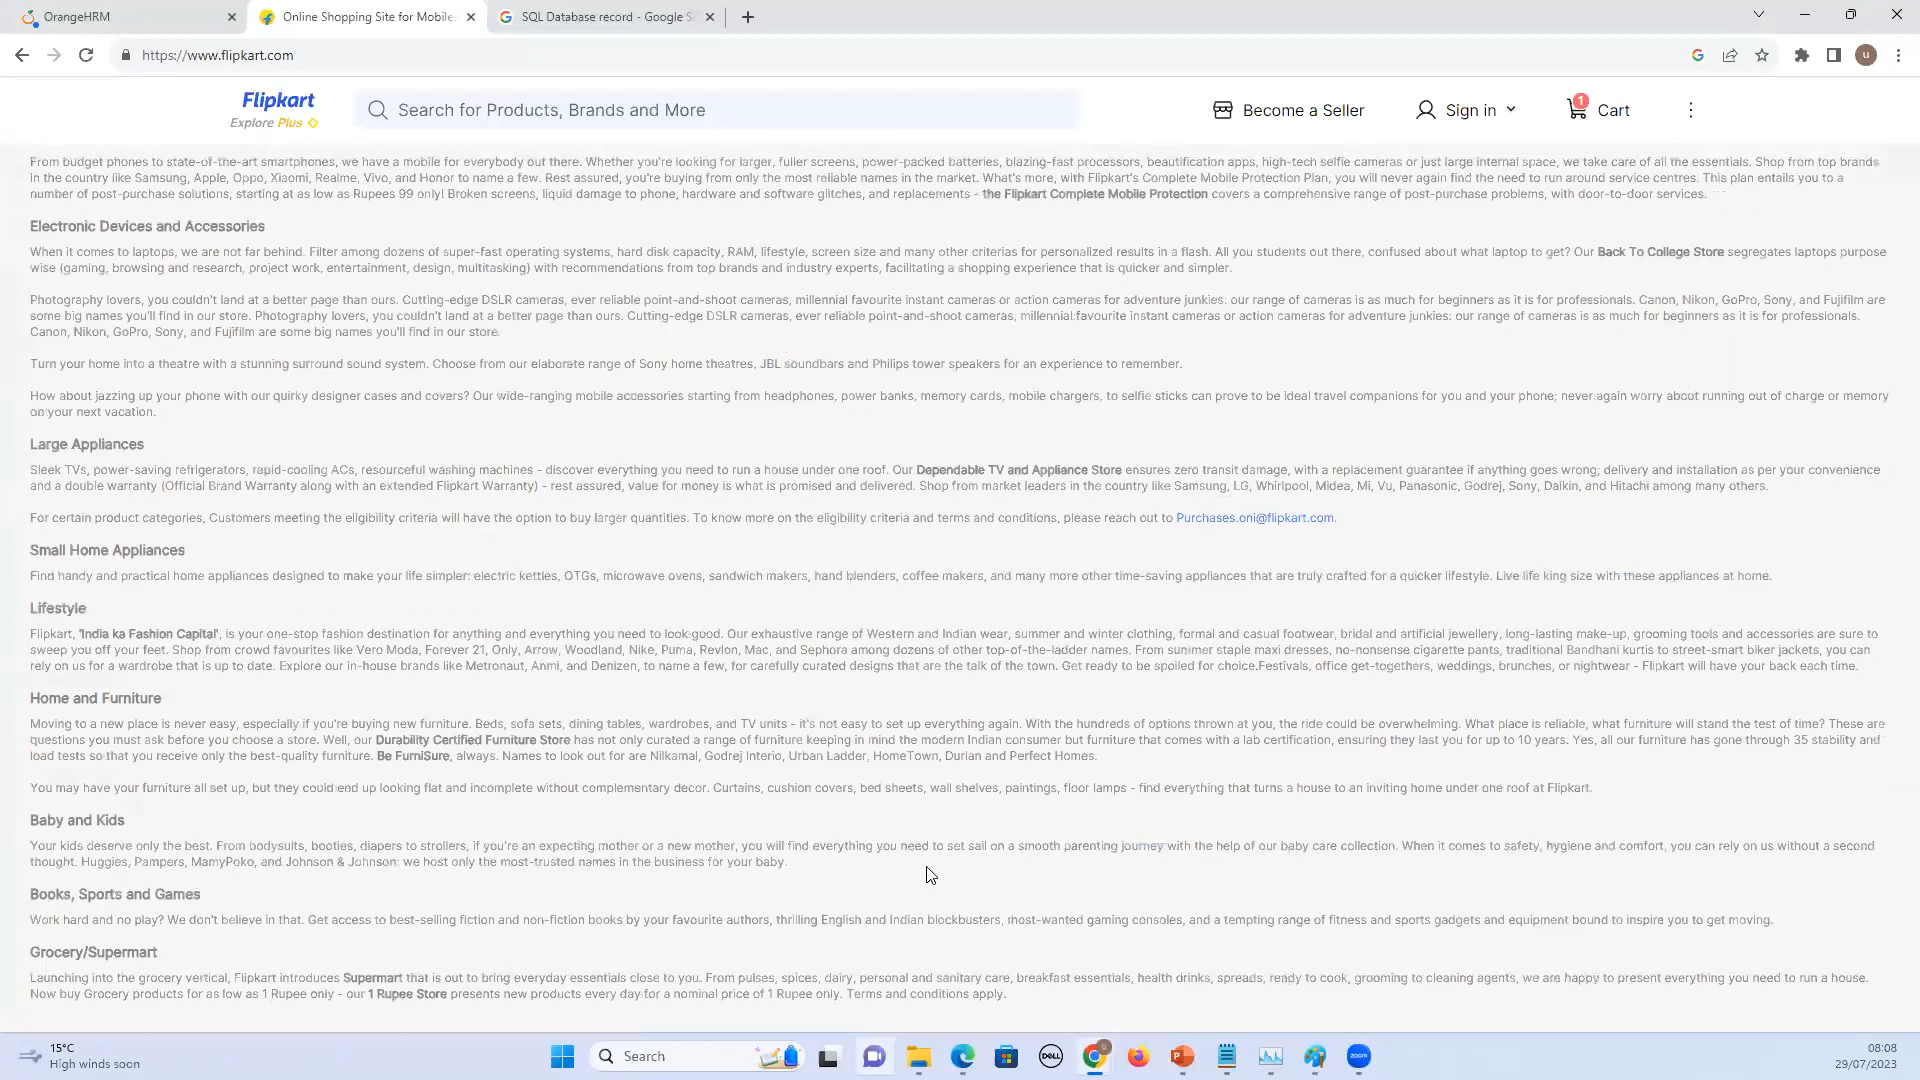 OrangeHRM
Online Shopping Site for Mobiles
SQL Database record - Google S
https://www.flipkart.com
u
Flipkart
Explore Plus
Search for Products, Brands and More
Become a Seller
Sign in
1
Cart
From budget phones to state-of-the-art smartphones, we have a mobile for everybody out there. Whether you're looking for larger, fuller screens, power-packed batteries, blazing-fast processors, beautification apps, high-tech selfie cameras or just large internal space, we take care of all the essentials. Shop from top brands
in the country like Samsung, Apple, Oppo, Xiaomi, Realme, Vivo, and Honor to name a few. Rest assured, you're buying from only the most reliable names in the market. What's more, with Flipkart's Complete Mobile Protection Plan, you will never again find the need to run around service centres. This plan entails you to a
number of post-purchase solutions, starting at as low as Rupees 99 only! Broken screens, liquid damage to phone, hardware and software glitches, and replacements - the Flipkart Complete Mobile Protection covers a comprehensive range of post-purchase problems, with door-to-door services.
Electronic Devices and Accessories
When it comes to laptops, we are not far behind. Filter among dozens of super-fast operating systems, hard disk capacity, RAM, lifestyle, screen size and many other criterias for personalized results in a flash. All you students out there, confused about what laptop to get? Our Back To College Store segregates laptops purpose
wise (gaming, browsing and research, project work, entertainment, design, multitasking) with recommendations from top brands and industry experts, facilitating a shopping experience that is quicker and simpler.
Photography lovers, you couldn't land at a better page than ours. Cutting-edge DSLR cameras, ever reliable point-and-shoot cameras, millennial favourite instant cameras or action cameras for adventure junkies: our range of cameras is as much for beginners as it is for professionals. Canon, Nikon, GoPro, Sony, and Fujifilm are
some big names you'll find in our store. Photography lovers, you couldn't land at a better page than ours. Cutting-edge DSLR cameras, ever reliable point-and-shoot cameras, millennial favourite instant cameras or action cameras for adventure junkies: our range of cameras is as much for beginners as it is for professionals.
Canon, Nikon, GoPro, Sony, and Fujifilm are some big names you'll find in our store.
Turn your home into a theatre with a stunning surround sound system. Choose from our elaborate range of Sony home theatres, JBL soundbars and Philips tower speakers for an experience to remember.
How about jazzing up your phone with our quirky designer cases and covers? Our wide-ranging mobile accessories starting from headphones, power banks, memory cards, mobile chargers, to selfie sticks can prove to be ideal travel companions for you and your phone; never again worry about running out of charge or memory
on your next vacation.
Large Appliances
Sleek TVs, power-saving refrigerators, rapid-cooling ACs, resourceful washing machines - discover everything you need to run a house under one roof. Our Dependable TV and Appliance Store ensures zero transit damage, with a replacement guarantee if anything goes wrong; delivery and installation as per your convenience
and a double warranty (Official Brand Warranty along with an extended Flipkart Warranty) - rest assured, value for money is what is promised and delivered. Shop from market leaders in the country like Samsung, LG, Whirlpool, Midea, Mi, Vu, Panasonic, Godrej, Sony, Daikin, and Hitachi among many others.
For certain product categories, Customers meeting the eligibility criteria will have the option to buy larger quantities. To know more on the eligibility criteria and terms and conditions, please reach out to Purchases.oni@flipkart.com.
Small Home Appliances
Find handy and practical home appliances designed to make your life simpler: electric kettles, OTGs, microwave ovens, sandwich makers, hand blenders, coffee makers, and many more other time-saving appliances that are truly crafted for a quicker lifestyle. Live life king size with these appliances at home.
Lifestyle
Flipkart, 'India ka Fashion Capital', is your one-stop fashion destination for anything and everything you need to look good. Our exhaustive range of Western and Indian wear, summer and winter clothing, formal and casual footwear, bridal and artificial jewellery, long-lasting make-up, grooming tools and accessories are sure to
sweep you off your feet. Shop from crowd favourites like Vero Moda, Forever 21, Only, Arrow, Woodland, Nike, Puma, Revlon, Mac, and Sephora among dozens of other top-of-the-ladder names. From summer staple maxi dresses, no-nonsense cigarette pants, traditional Bandhani kurtis to street-smart biker jackets, you can
rely on us for a wardrobe that is up to date. Explore our in-house brands like Metronaut, Anmi, and Denizen, to name a few, for carefully curated designs that are the talk of the town. Get ready to be spoiled for choice.Festivals, office get-togethers, weddings, brunches, or nightwear - Flipkart will have your back each time.
Home and Furniture
Moving to a new place is never easy, especially if you're buying new furniture. Beds, sofa sets, dining tables, wardrobes, and TV units - it's not easy to set up everything again. With the hundreds of options thrown at you, the ride could be overwhelming. What place is reliable, what furniture will stand the test of time? These are
questions you must ask before you choose a store. Well, our Durability Certified Furniture Store has not only curated a range of furniture keeping in mind the modern Indian consumer but furniture that comes with a lab certification, ensuring they last you for up to 10 years. Yes, all our furniture has gone through 35 stability and
load tests so that you receive only the best-quality furniture. Be FurniSure, always. Names to look out for are Nilkamal, Godrej Interio, Urban Ladder, HomeTown, Durian and Perfect Homes.
You may have your furniture all set up, but they could end up looking flat and incomplete without complementary decor. Curtains, cushion covers, bed sheets, wall shelves, paintings, floor lamps - find everything that turns a house to an inviting home under one roof at Flipkart.
Baby and Kids
Your kids deserve only the best. From bodysuits, booties, diapers to strollers, if you're an expecting mother or a new mother, you will find everything you need to set sail on a smooth parenting journey with the help of our baby care collection. When it comes to safety, hygiene and comfort, you can rely on us without a second
thought. Huggies, Pampers, MamyPoko, and Johnson & Johnson: we host only the most-trusted names in the business for your baby.
Books, Sports and Games
Work hard and no play? We don't believe in that. Get access to best-selling fiction and non-fiction books by your favourite authors, thrilling English and Indian blockbusters, most-wanted gaming consoles, and a tempting range of fitness and sports gadgets and equipment bound to inspire you to get moving.
Grocery/Supermart
Launching into the grocery vertical, Flipkart introduces Supermart that is out to bring everyday essentials close to you. From pulses, spices, dairy, personal and sanitary care, breakfast essentials, health drinks, spreads, ready to cook, grooming to cleaning agents, we are happy to present everything you need to run a house.
Now buy Grocery products for as low as 1 Rupee only - our 1 Rupee Store presents new products every day for a nominal price of 1 Rupee only. Terms and conditions apply.
15°C
High winds soon
Search
DELL
zoom
08:08
29/07/2023